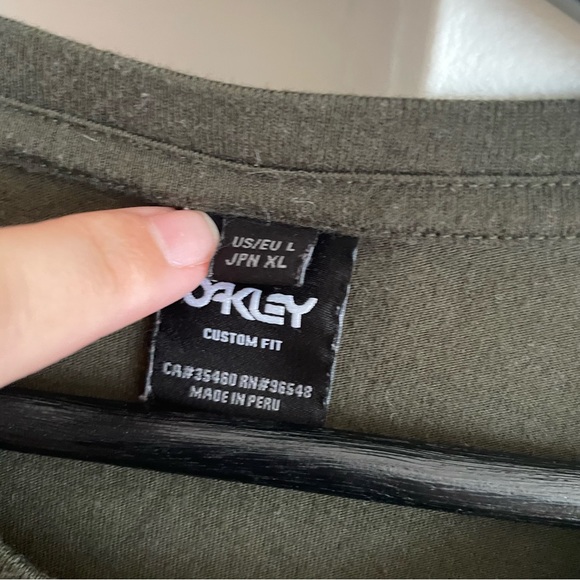 US/EU L
JPN XL
OAKLEY
CUSTOM FIT
CA#35460 RN#96548
MADE IN PERU